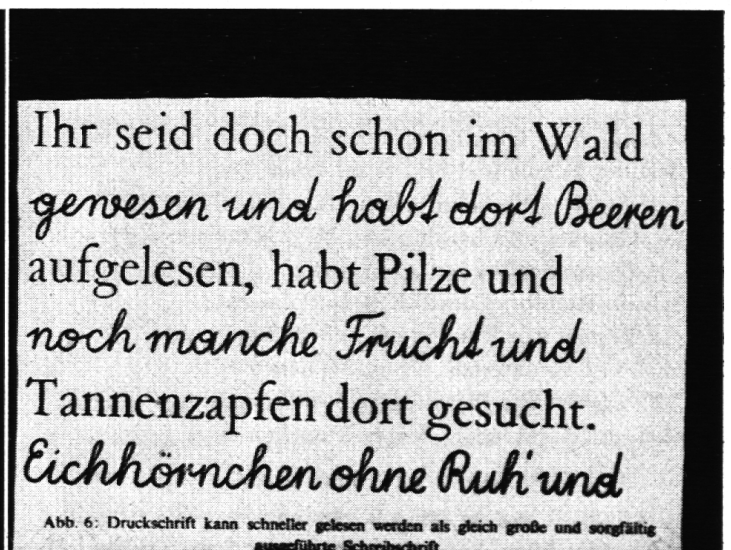 Ihr seid doch schon im Wald
gewesen und habt dort Beeren
aufgelesen, habt Pilze und
noch manche Frucht und
Tannenzapfen dort gesucht.
Eichhörnchen ohne Ruh' und
Abb. 6: Druckschrift kann schneller gelesen werden als gleich große und sorgfältig
ausgeführte Schreibschrift